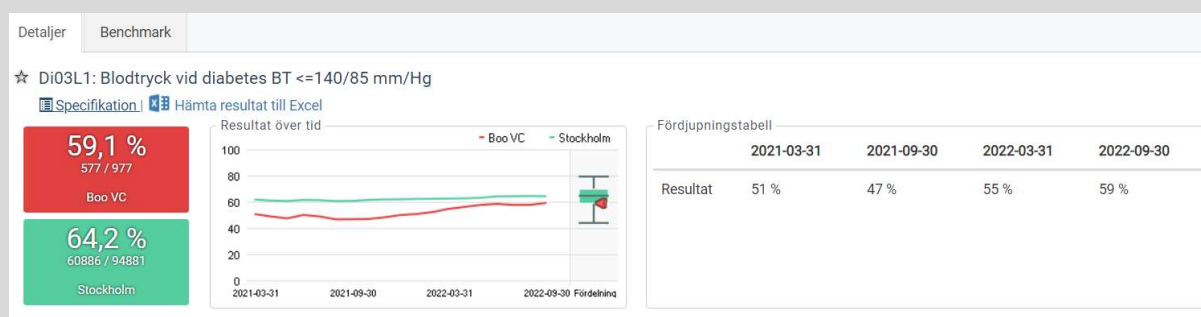 Detaljer Benchmark
☆ Di03L1: Blodtryck vid diabetes BT <=140/85 mm/Hg
Specifikation | Hämta resultat till Excel
59,1 %
577 / 977
Boo VC
64,2 %
60886 / 94881
Stockholm
Resultat över tid
Boo VC Stockholm
100
80
60
40
20
0
2021-03-31 2021-09-30 2022-03-31 2022-09-30 Fördelning
Fördjupningstabell
2021-03-31 2021-09-30 2022-03-31 2022-09-30
Resultat 51 % 47 % 55 % 59 %